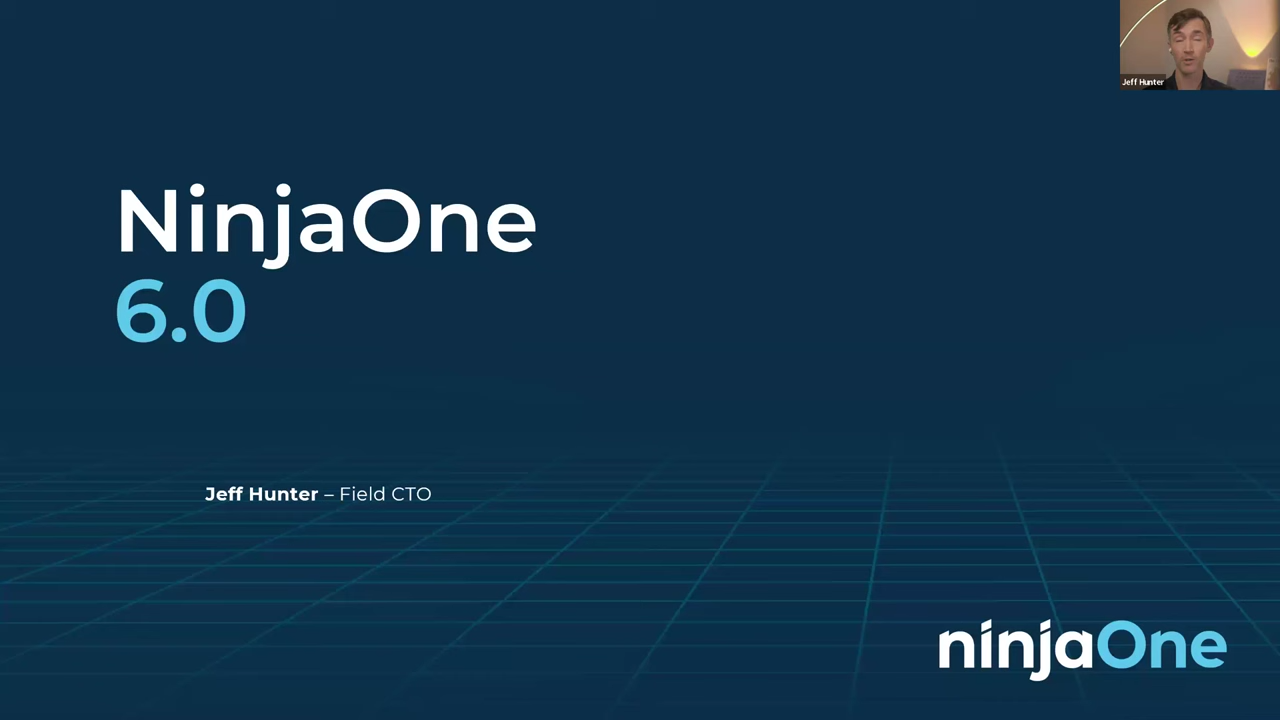 Jeff Hunter
NinjaOne
6.0
Jeff Hunter – Field CTO
ninjaOne